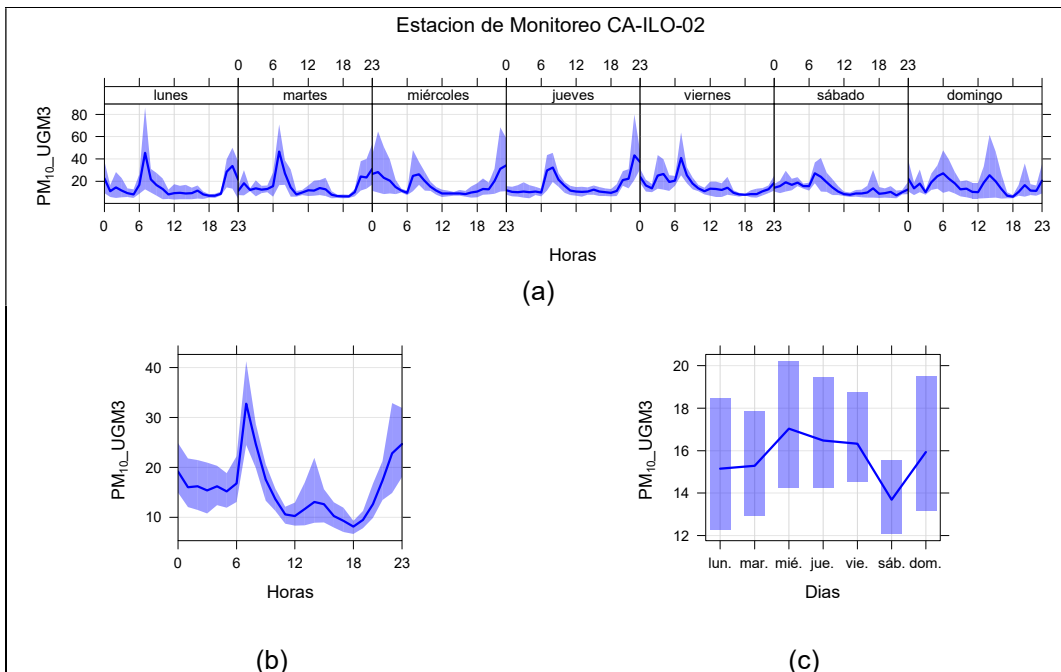 Estacion de Monitoreo CA-ILO-02
0 6 12 18 23 0 6 12 18 23 0 6 12 18 23
lunes martes miércoles jueves viernes sábado domingo
80
60
40
20
PM10_UGM3
0 6 12 18 23 0 6 12 18 23 0 6 12 18 23 0 6 12 18 23
Horas
(a)
40
30
20
10
PM10_UGM3
0 6 12 18 23
Horas
(b)
20
18
16
14
12
PM10_UGM3
lun. mar. mié. jue. vie. sáb. dom.
Dias
(c)